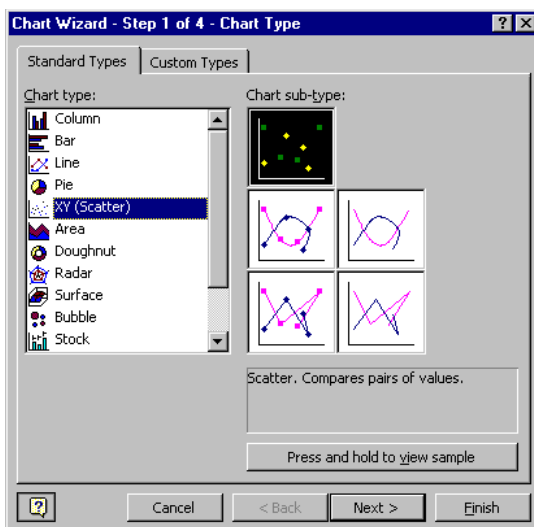 Chart Wizard - Step 1 of 4 - Chart Type
Standard Types Custom Types
Chart type:
Column
Bar
Line
Pie
XY (Scatter)
Area
Doughnut
Radar
Surface
Bubble
Stock
Chart sub-type:
Scatter. Compares pairs of values.
Press and hold to view sample
Cancel < Back Next > Finish